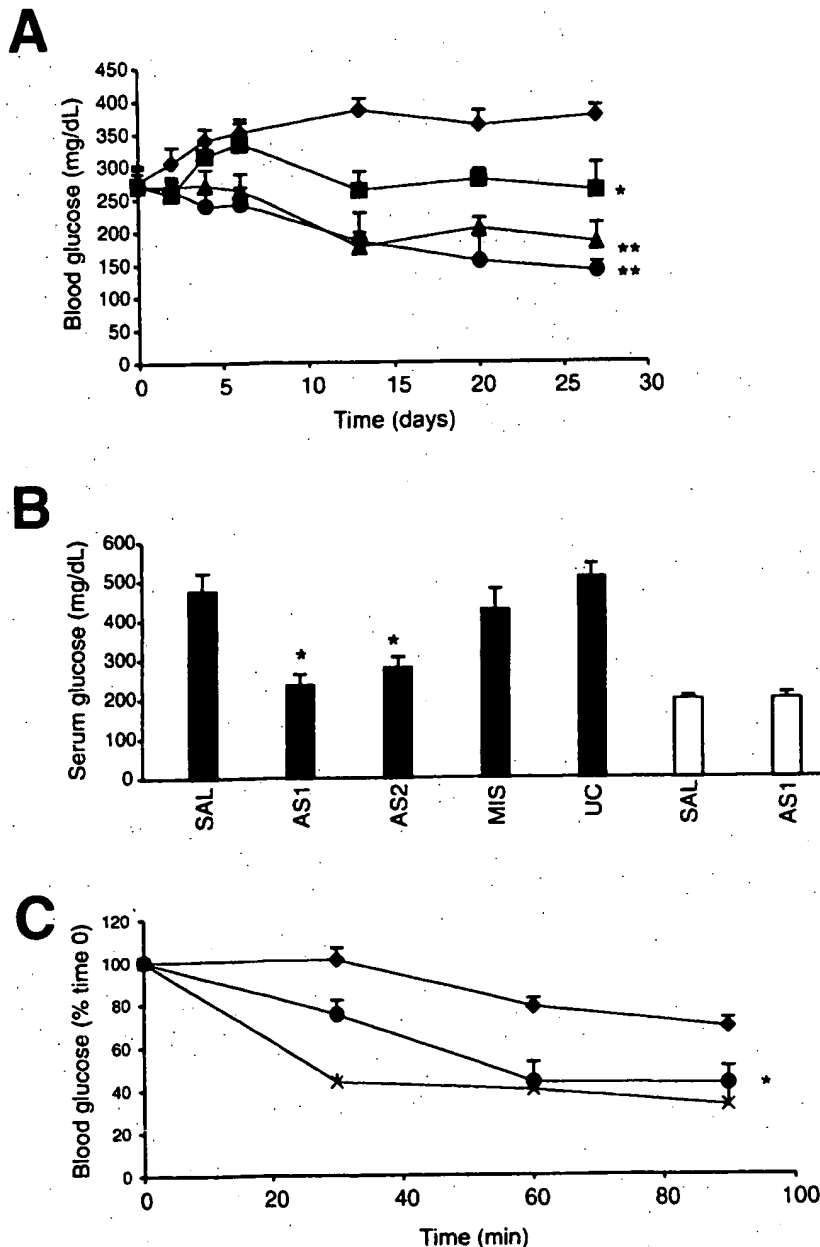 A
Blood glucose (mg/dL)
450
400
350
300
250
200
150
100
50
0
0 5 10 15 20 25 30
Time (days)
*
**
**
B
Serum glucose (mg/dL)
600
500
400
300
200
100
0
* *
SAL AS1 AS2 MIS UC SAL AS1
C
Blood glucose (% time 0)
120
100
80
60
40
20
0
*
0 20 40 60 80 100
Time (min)